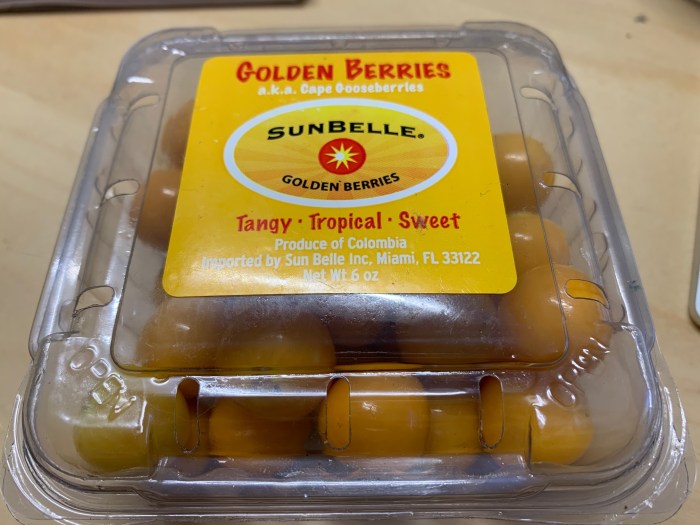 GOLDEN BERRIES
a.k.a. Cape Gooseberries
SUNBELLE®
GOLDEN BERRIES
Tangy · Tropical · Sweet
Produce of Colombia
Imported by Sun Belle Inc, Miami, FL 33122
Net Wt 6 oz
OPEN